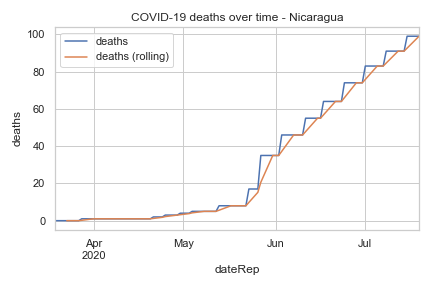 COVID-19 deaths over time - Nicaragua
deaths
deaths (rolling)
100
80
60
40
20
0
deaths
Apr
2020
May
Jun
Jul
dateRep